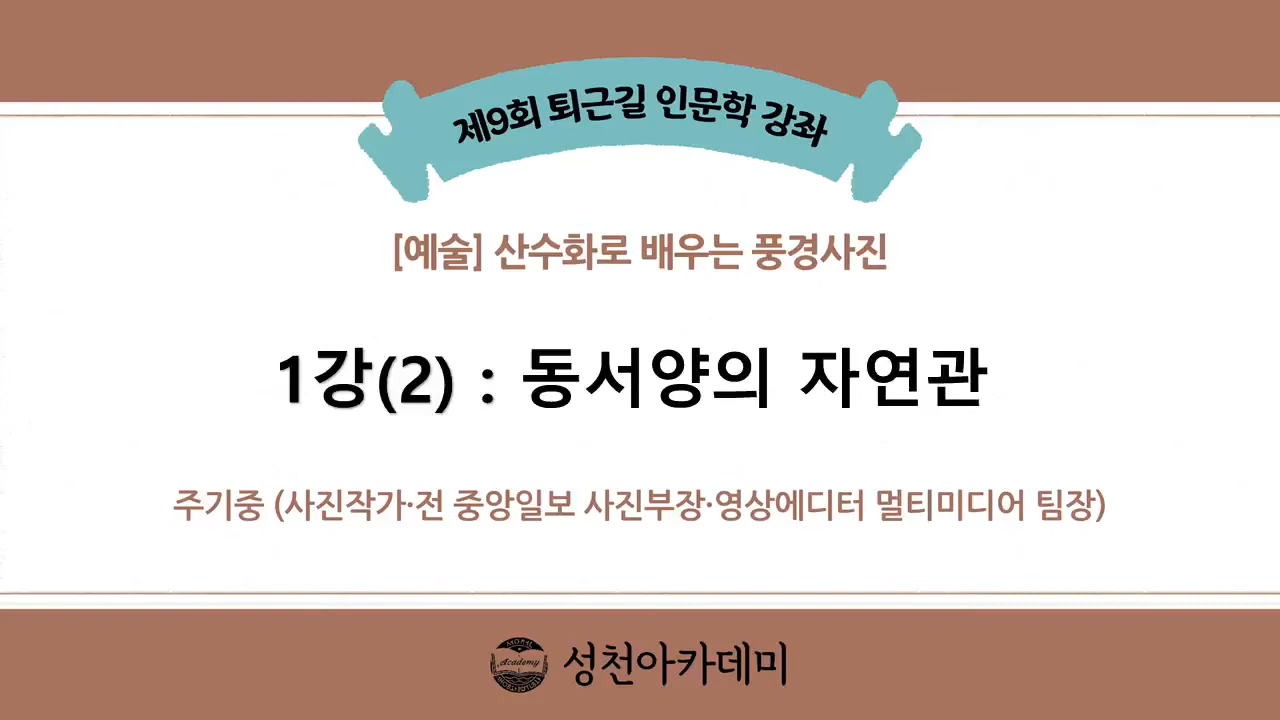 제9회 퇴근길 인문학 강좌
[예술] 산수화로 배우는 풍경사진
1강(2) : 동서양의 자연관
주기중 (사진작가·전 중앙일보 사진부장·영상에디터 멀티미디어 팀장)
Academy
성천아카데미